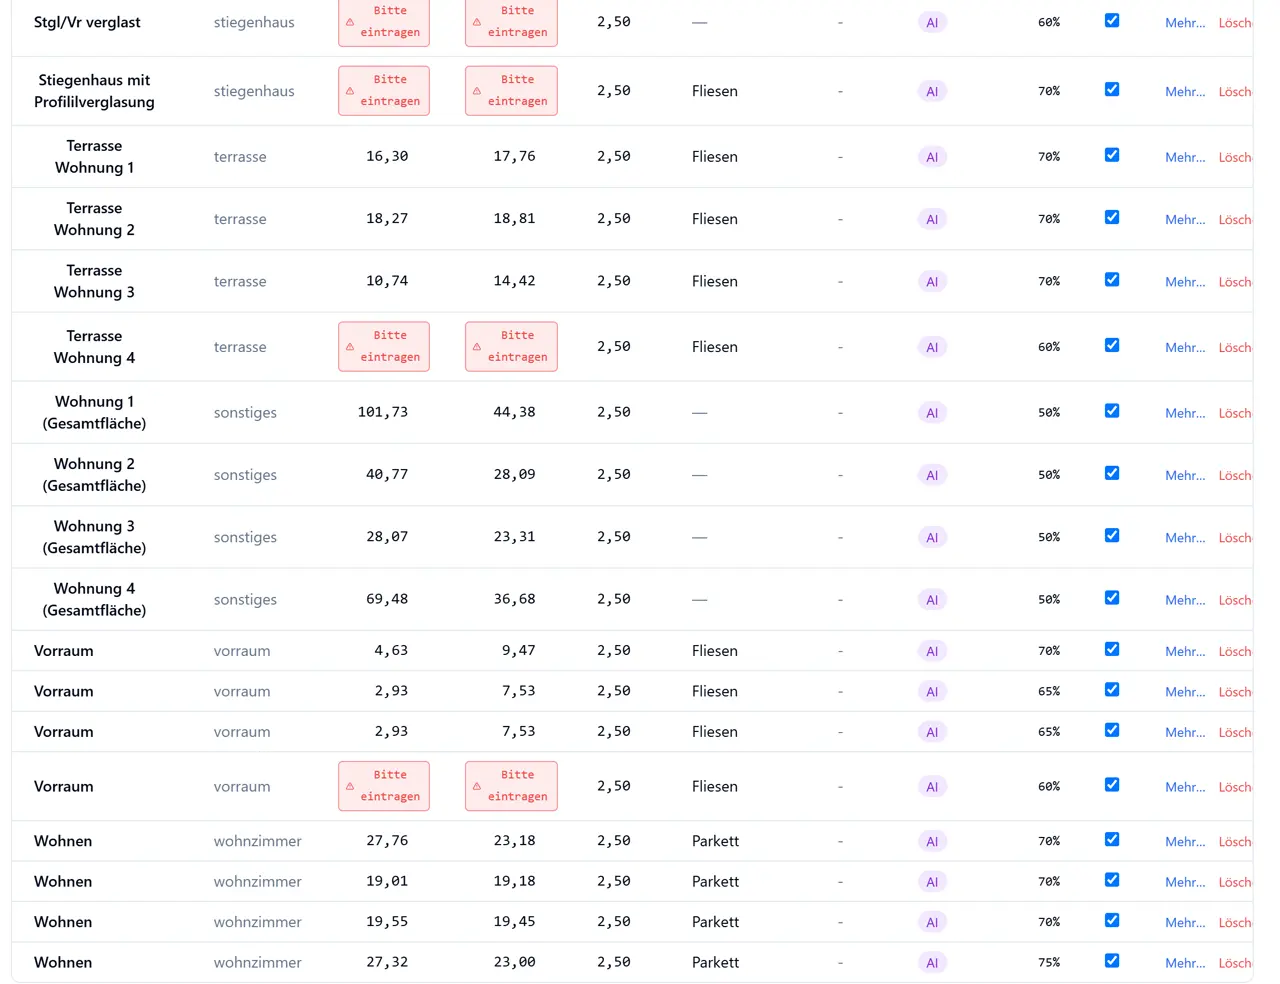 Stgl/Vr verglast stiegenhaus Bitte eintragen Bitte eintragen 2,50 — - AI 60% Mehr... Lösch
Stiegenhaus mit Profililverglasung stiegenhaus Bitte eintragen Bitte eintragen 2,50 Fliesen - AI 70% Mehr... Lösch
Terrasse Wohnung 1 terrasse 16,30 17,76 2,50 Fliesen - AI 70% Mehr... Lösch
Terrasse Wohnung 2 terrasse 18,27 18,81 2,50 Fliesen - AI 70% Mehr... Lösch
Terrasse Wohnung 3 terrasse 10,74 14,42 2,50 Fliesen - AI 70% Mehr... Lösch
Terrasse Wohnung 4 terrasse Bitte eintragen Bitte eintragen 2,50 Fliesen - AI 60% Mehr... Lösch
Wohnung 1 (Gesamtfläche) sonstiges 101,73 44,38 2,50 — - AI 50% Mehr... Lösch
Wohnung 2 (Gesamtfläche) sonstiges 40,77 28,09 2,50 — - AI 50% Mehr... Lösch
Wohnung 3 (Gesamtfläche) sonstiges 28,07 23,31 2,50 — - AI 50% Mehr... Lösch
Wohnung 4 (Gesamtfläche) sonstiges 69,48 36,68 2,50 — - AI 50% Mehr... Lösch
Vorraum vorraum 4,63 9,47 2,50 Fliesen - AI 70% Mehr... Lösch
Vorraum vorraum 2,93 7,53 2,50 Fliesen - AI 65% Mehr... Lösch
Vorraum vorraum 2,93 7,53 2,50 Fliesen - AI 65% Mehr... Lösch
Vorraum vorraum Bitte eintragen Bitte eintragen 2,50 Fliesen - AI 60% Mehr... Lösch
Wohnen wohnzimmer 27,76 23,18 2,50 Parkett - AI 70% Mehr... Lösch
Wohnen wohnzimmer 19,01 19,18 2,50 Parkett - AI 70% Mehr... Lösch
Wohnen wohnzimmer 19,55 19,45 2,50 Parkett - AI 70% Mehr... Lösch
Wohnen wohnzimmer 27,32 23,00 2,50 Parkett - AI 75% Mehr... Lösch